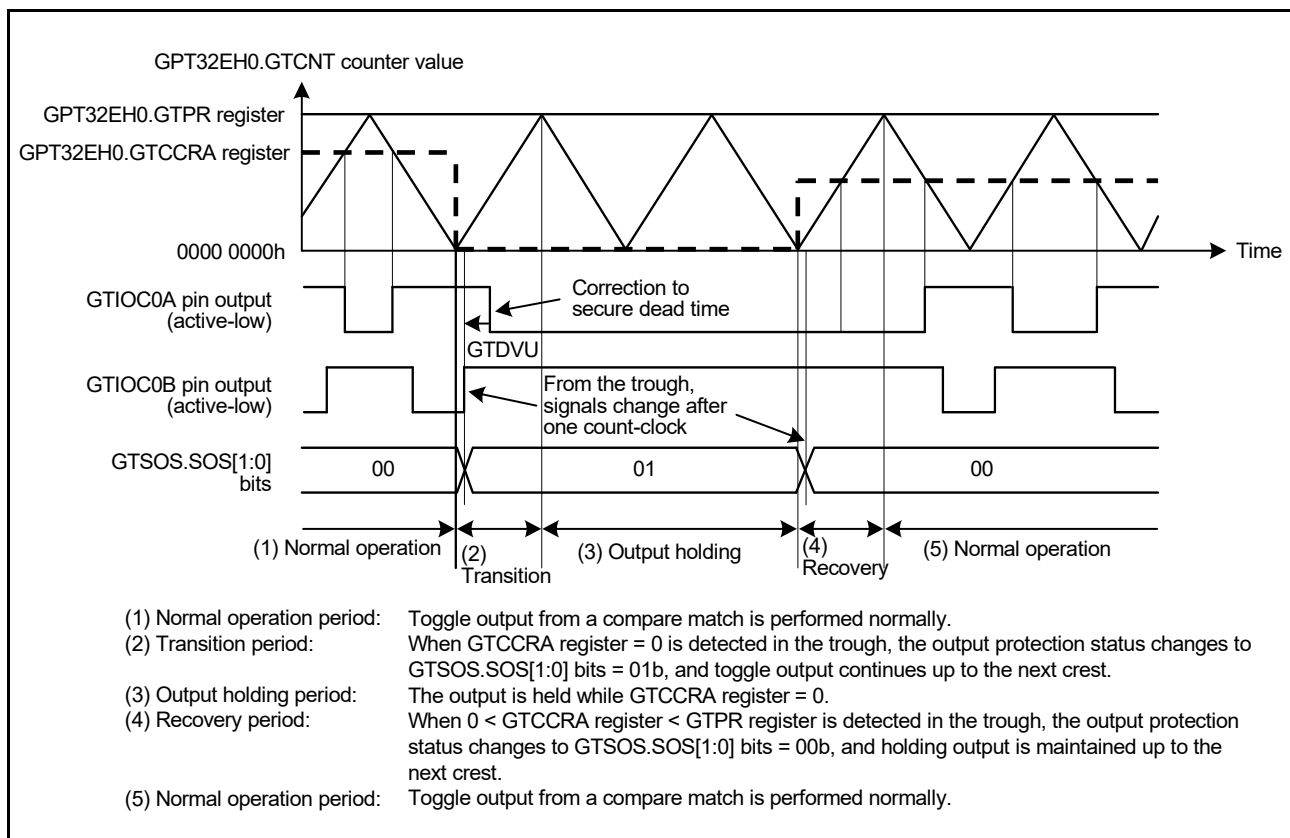 GPT32EH0.GTCNT counter value
GPT32EH0.GTPR register
GPT32EH0.GTCCRA register
0000 0000h
Time
GTIOC0A pin output
(active-low)
Correction to
secure dead time
GTDVU
GTIOC0B pin output
(active-low)
From the trough,
signals change after
one count-clock
GTSOS.SOS[1:0]
bits
00
01
00
(1) Normal operation
(2)
Transition
(3) Output holding
(4)
Recovery
(5) Normal operation
(1) Normal operation period: Toggle output from a compare match is performed normally.
(2) Transition period: When GTCCRA register = 0 is detected in the trough, the output protection status changes to
GTSOS.SOS[1:0] bits = 01b, and toggle output continues up to the next crest.
(3) Output holding period: The output is held while GTCCRA register = 0.
(4) Recovery period: When 0 < GTCCRA register < GTPR register is detected in the trough, the output protection
status changes to GTSOS.SOS[1:0] bits = 00b, and holding output is maintained up to the
next crest.
(5) Normal operation period: Toggle output from a compare match is performed normally.